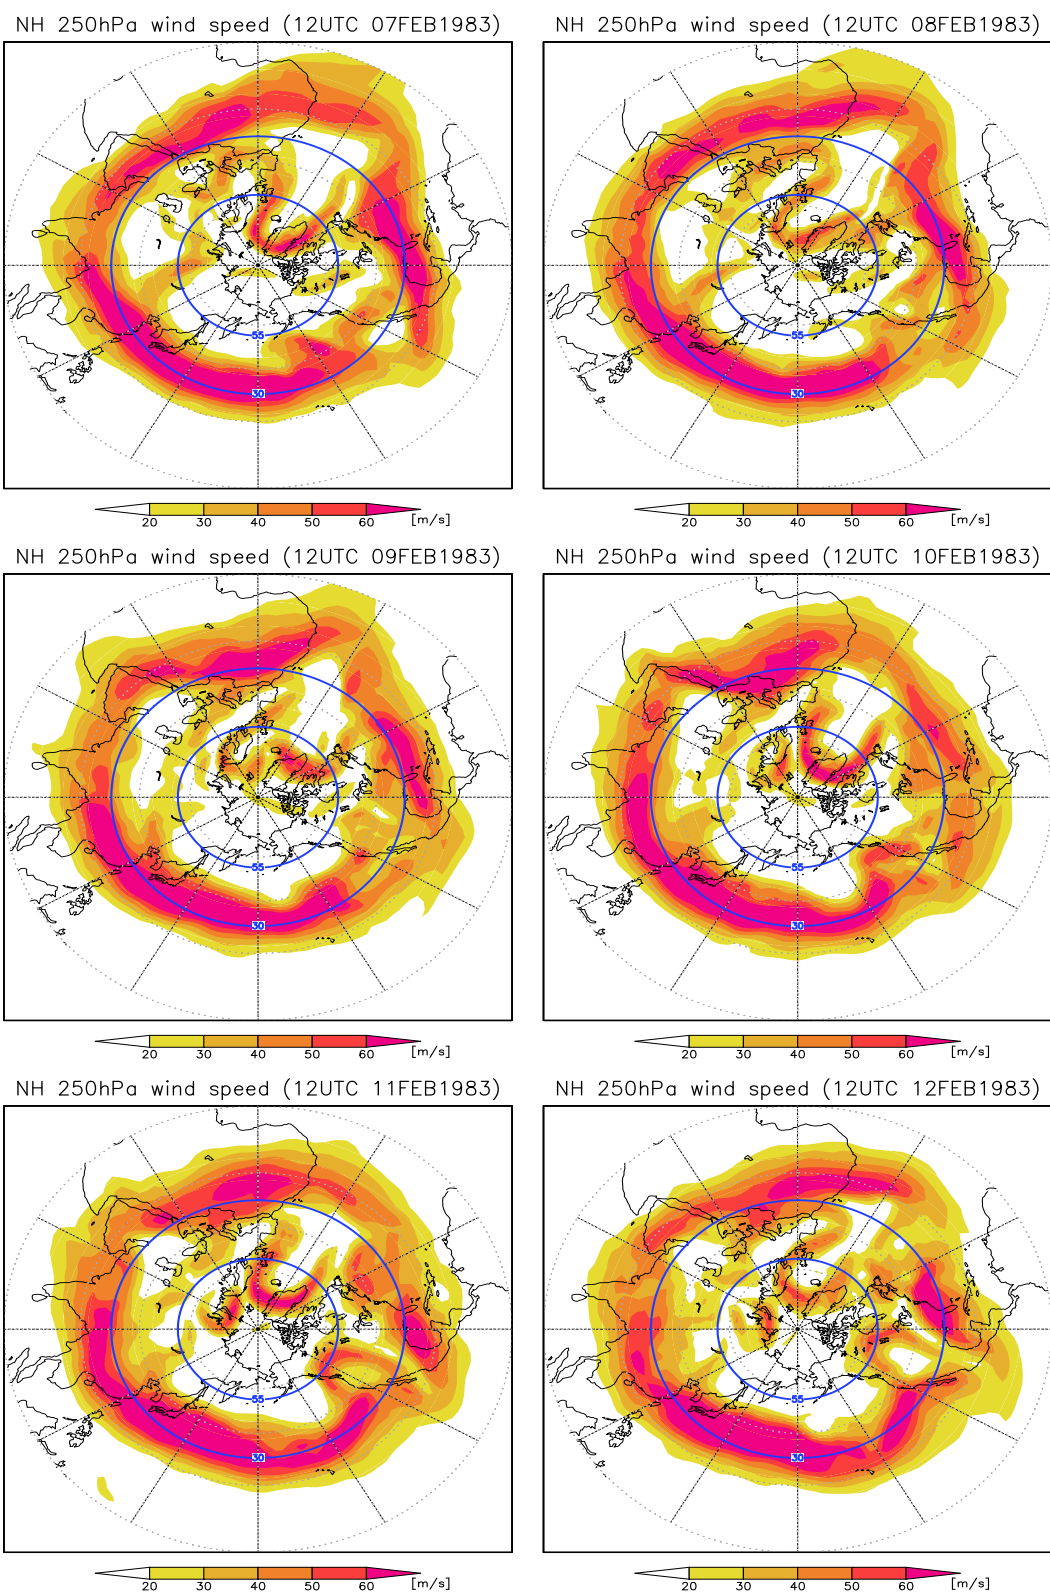 NH 250hPa wind speed (12UTC 07FEB1983)
NH 250hPa wind speed (12UTC 08FEB1983)
55
30
55
30
20 30 40 50 60 [m/s]
20 30 40 50 60 [m/s]
NH 250hPa wind speed (12UTC 09FEB1983)
NH 250hPa wind speed (12UTC 10FEB1983)
55
30
55
30
20 30 40 50 60 [m/s]
20 30 40 50 60 [m/s]
NH 250hPa wind speed (12UTC 11FEB1983)
NH 250hPa wind speed (12UTC 12FEB1983)
55
30
55
30
20 30 40 50 60 [m/s]
20 30 40 50 60 [m/s]